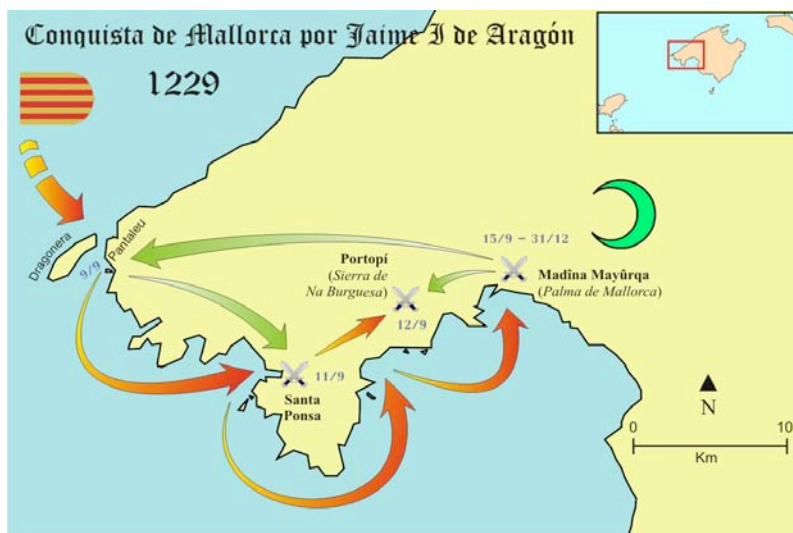 Conquista de Mallorca por Jaime I de Aragón
1229
Dragonera
Pantaleu
9/9
Portopí
(Sierra de
Na Burguesa)
12/9
15/9 - 31/12
Madîna Mayûrqa
(Palma de Mallorca)
11/9
Santa
Ponsa
N
0
10
Km